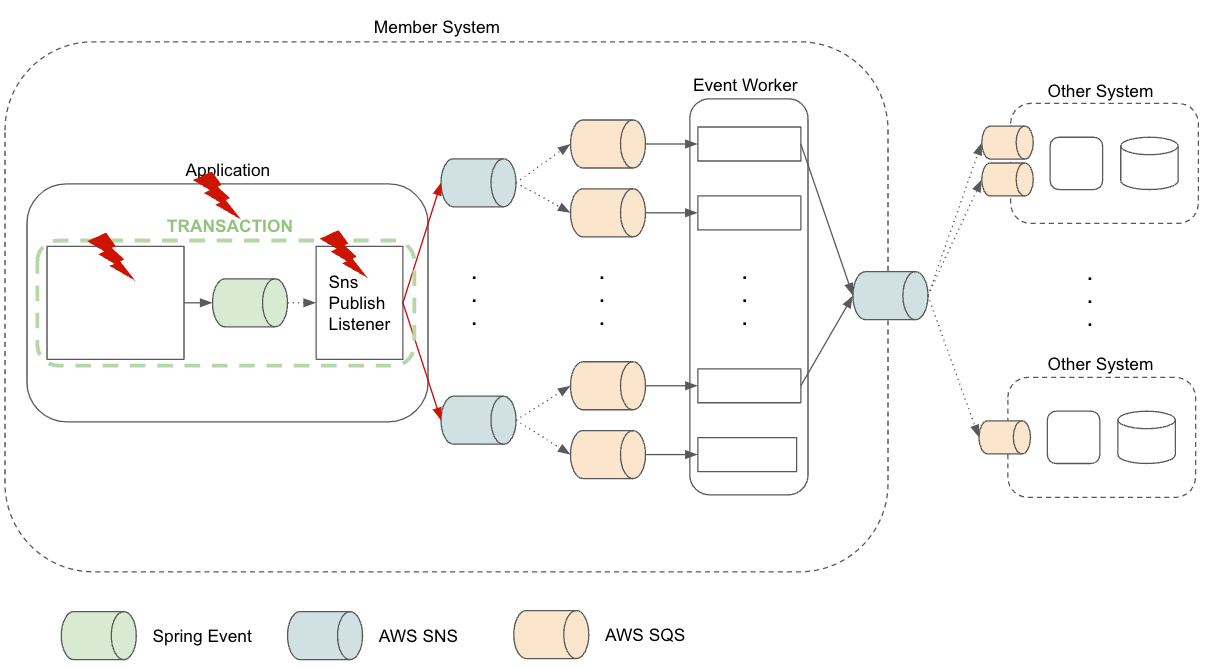 Member System
Event Worker
Other System
Application
TRANSACTION
Sns
Publish
Listener
Other System
Spring Event
AWS SNS
AWS SQS